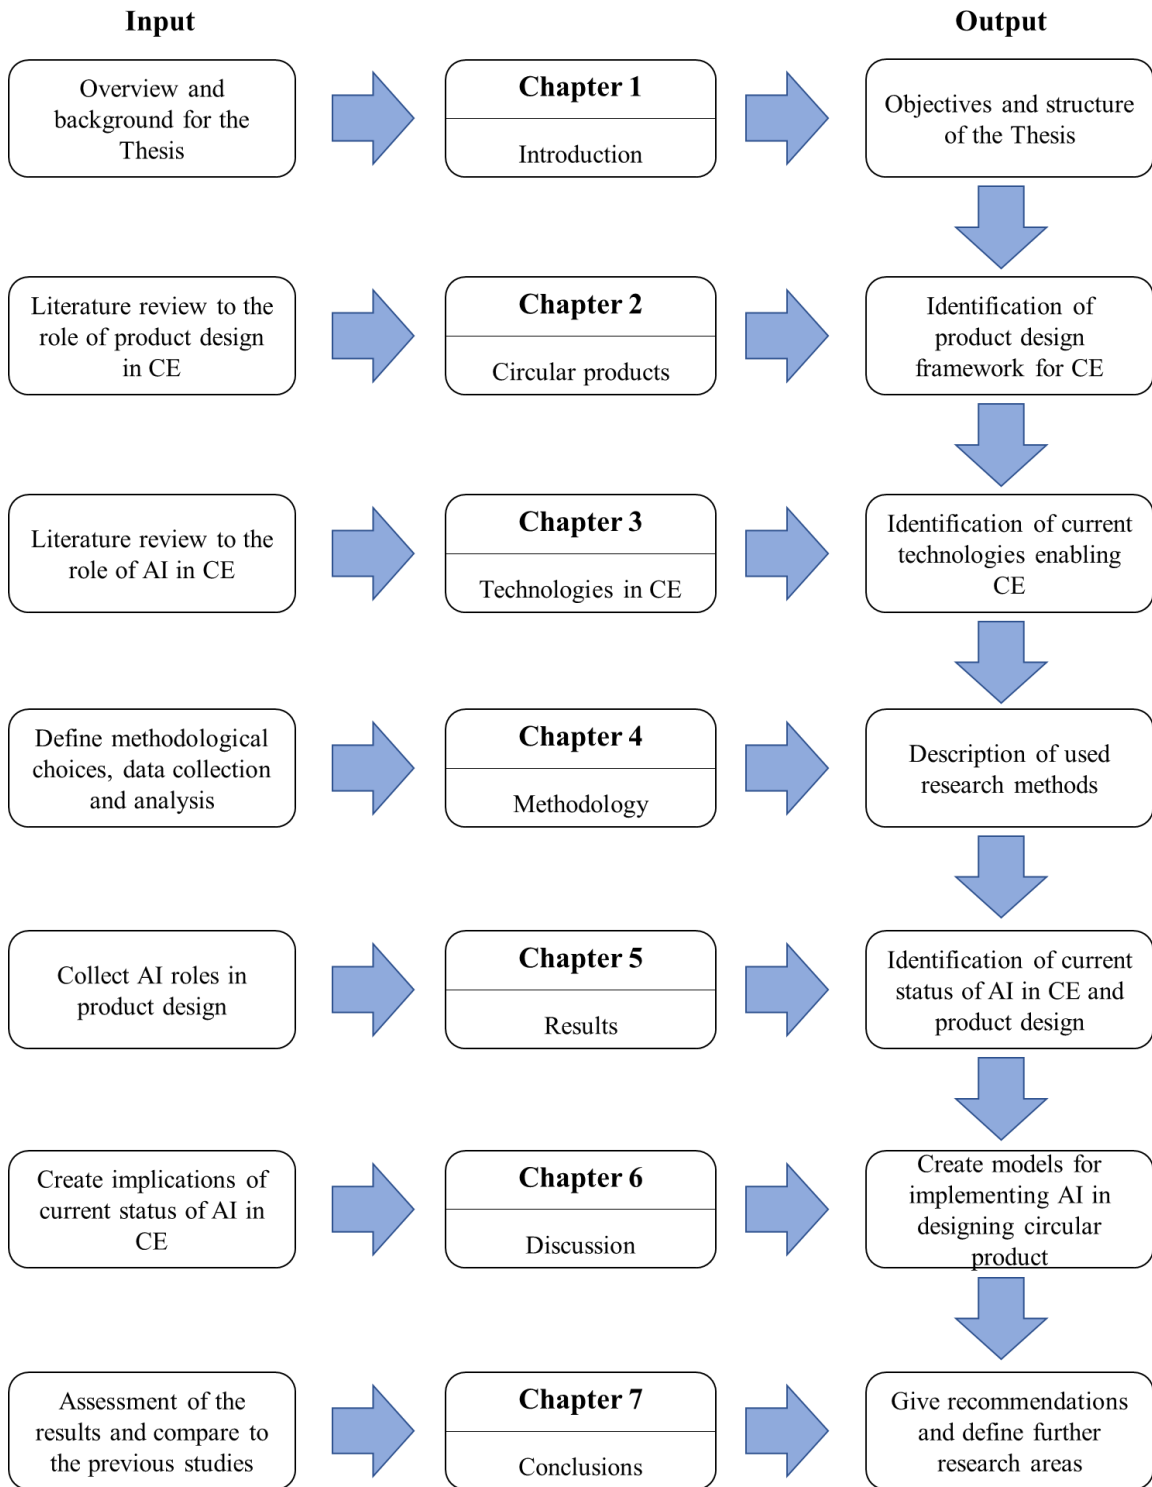 Input
Output
Overview and
background for the
Thesis
Chapter 1
Introduction
Objectives and structure
of the Thesis
Literature review to the
role of product design
in CE
Chapter 2
Circular products
Identification of
product design
framework for CE
Literature review to the
role of AI in CE
Chapter 3
Technologies in CE
Identification of current
technologies enabling
CE
Define methodological
choices, data collection
and analysis
Chapter 4
Methodology
Description of used
research methods
Collect AI roles in
product design
Chapter 5
Results
Identification of current
status of AI in CE and
product design
Create implications of
current status of AI in
CE
Chapter 6
Discussion
Create models for
implementing AI in
designing circular
product
Assessment of the
results and compare to
the previous studies
Chapter 7
Conclusions
Give recommendations
and define further
research areas